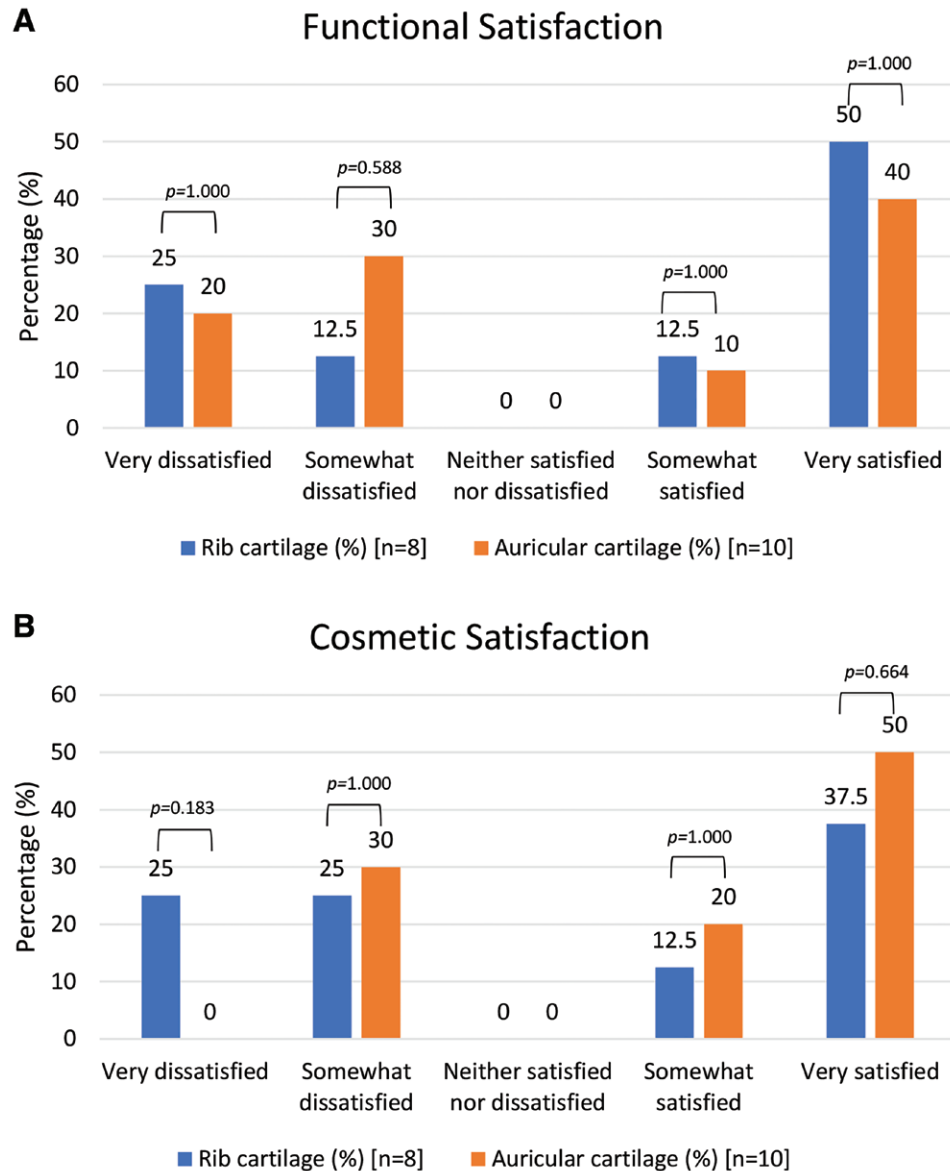 A
Functional Satisfaction
Percentage (%)
60
50
40
30
20
10
0
p=1.000
25
20
p=0.588
12.5
30
0
0
p=1.000
12.5
10
p=1.000
50
40
Very dissatisfied
Somewhat
dissatisfied
Neither satisfied
nor dissatisfied
Somewhat
satisfied
Very satisfied
Rib cartilage (%) [n=8]
Auricular cartilage (%) [n=10]
B
Cosmetic Satisfaction
Percentage (%)
60
50
40
30
20
10
0
p=0.183
25
0
p=1.000
25
30
0
0
p=1.000
12.5
20
p=0.664
37.5
50
Very dissatisfied
Somewhat
dissatisfied
Neither satisfied
nor dissatisfied
Somewhat
satisfied
Very satisfied
Rib cartilage (%) [n=8]
Auricular cartilage (%) [n=10]